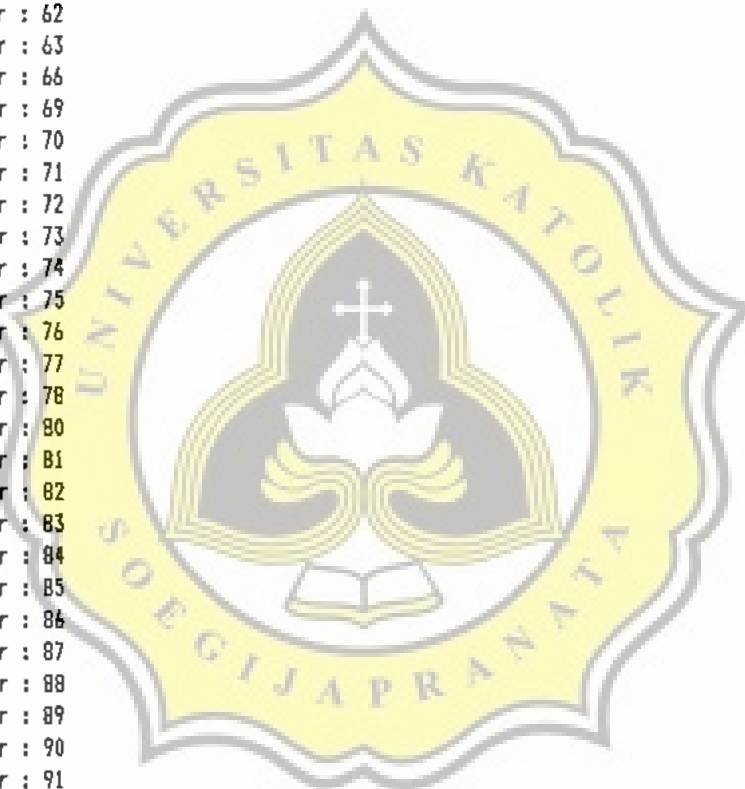 r : 62
r : 63
r : 66
r : 69
r : 70
r : 71
r : 72
r : 73
r : 74
r : 75
r : 76
r : 77
r : 78
r : 80
r : 81
r : 82
r : 83
r : 84
r : 85
r : 86
r : 87
r : 88
r : 89
r : 90
r : 91
UNIVERSITAS KATOLIK
SOEGIJAPRANATA